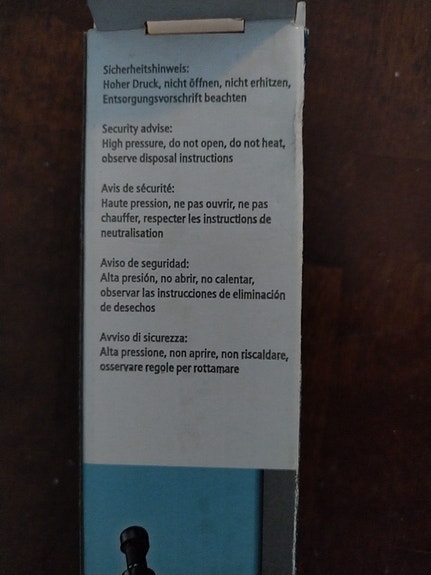 Sicherheitshinweis:
Hoher Druck, nicht öffnen, nicht erhitzen,
Entsorgungsvorschrift beachten
Security advise:
High pressure, do not open, do not heat,
observe disposal instructions
Avis de sécurité:
Haute pression, ne pas ouvrir, ne pas
chauffer, respecter les instructions de
neutralisation
Aviso de seguridad:
Alta presión, no abrir, no calentar,
observar las instrucciones de eliminación
de desechos
Avviso di sicurezza:
Alta pressione, non aprire, non riscaldare,
osservare regole per rottamare